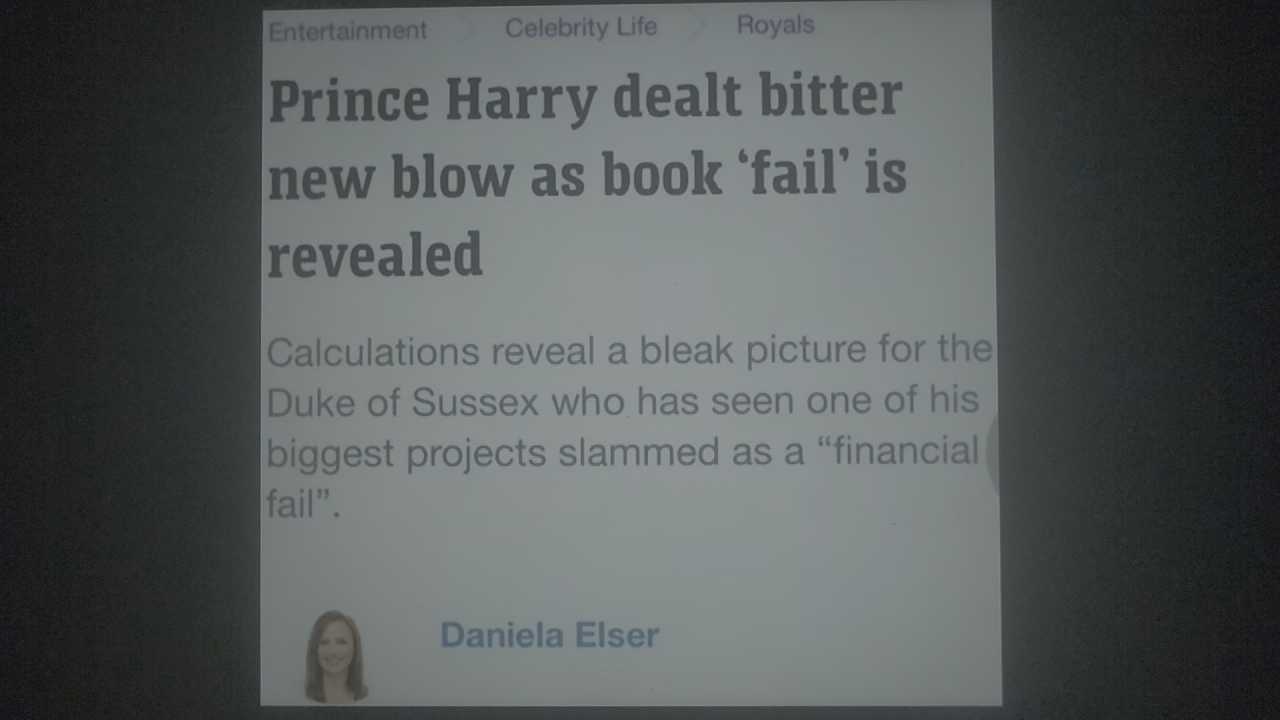 Entertainment Celebrity Life Royals
Prince Harry dealt bitter
new blow as book ‘fail’ is
revealed
Calculations reveal a bleak picture for the
Duke of Sussex who has seen one of his
biggest projects slammed as a “financial
fail”.
Daniela Elser